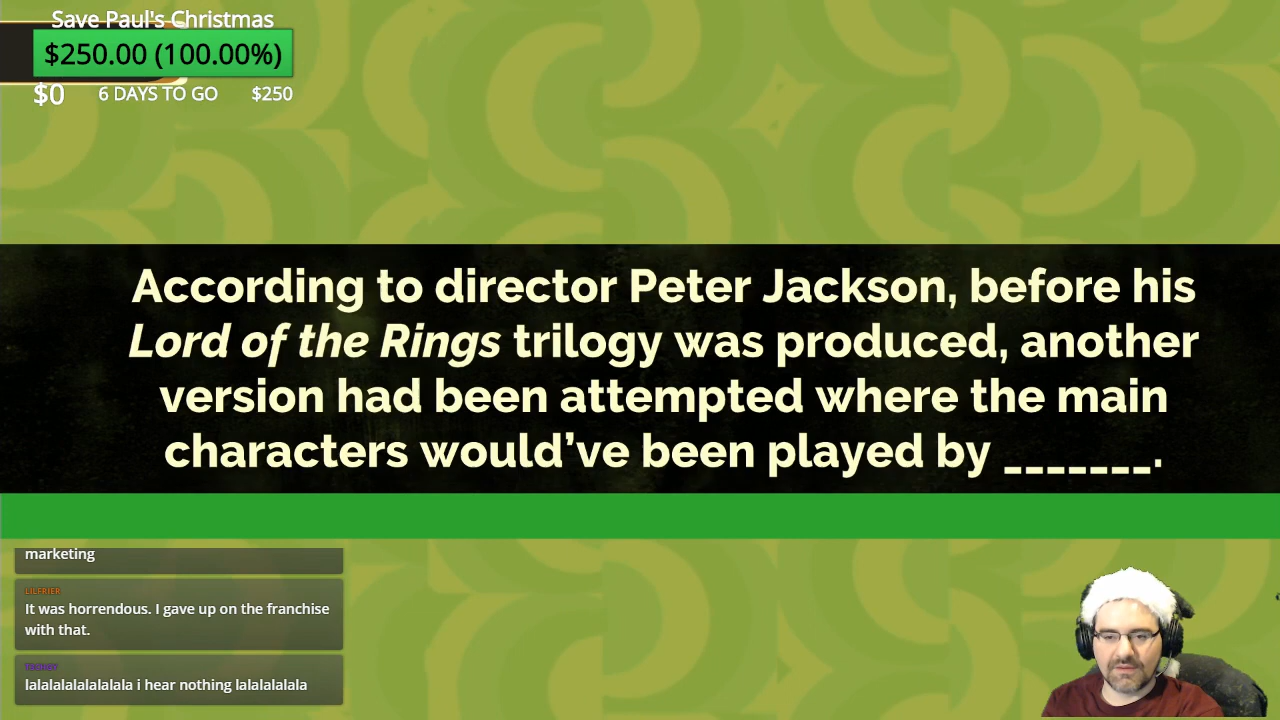 Save Paul's Christmas
$250.00 (100.00%)
$0 6 DAYS TO GO $250
According to director Peter Jackson, before his
Lord of the Rings trilogy was produced, another
version had been attempted where the main
characters would’ve been played by _______.
marketing
LILFRIER
It was horrendous. I gave up on the franchise
with that.
lalalalalalalalala i hear nothing lalalalalala